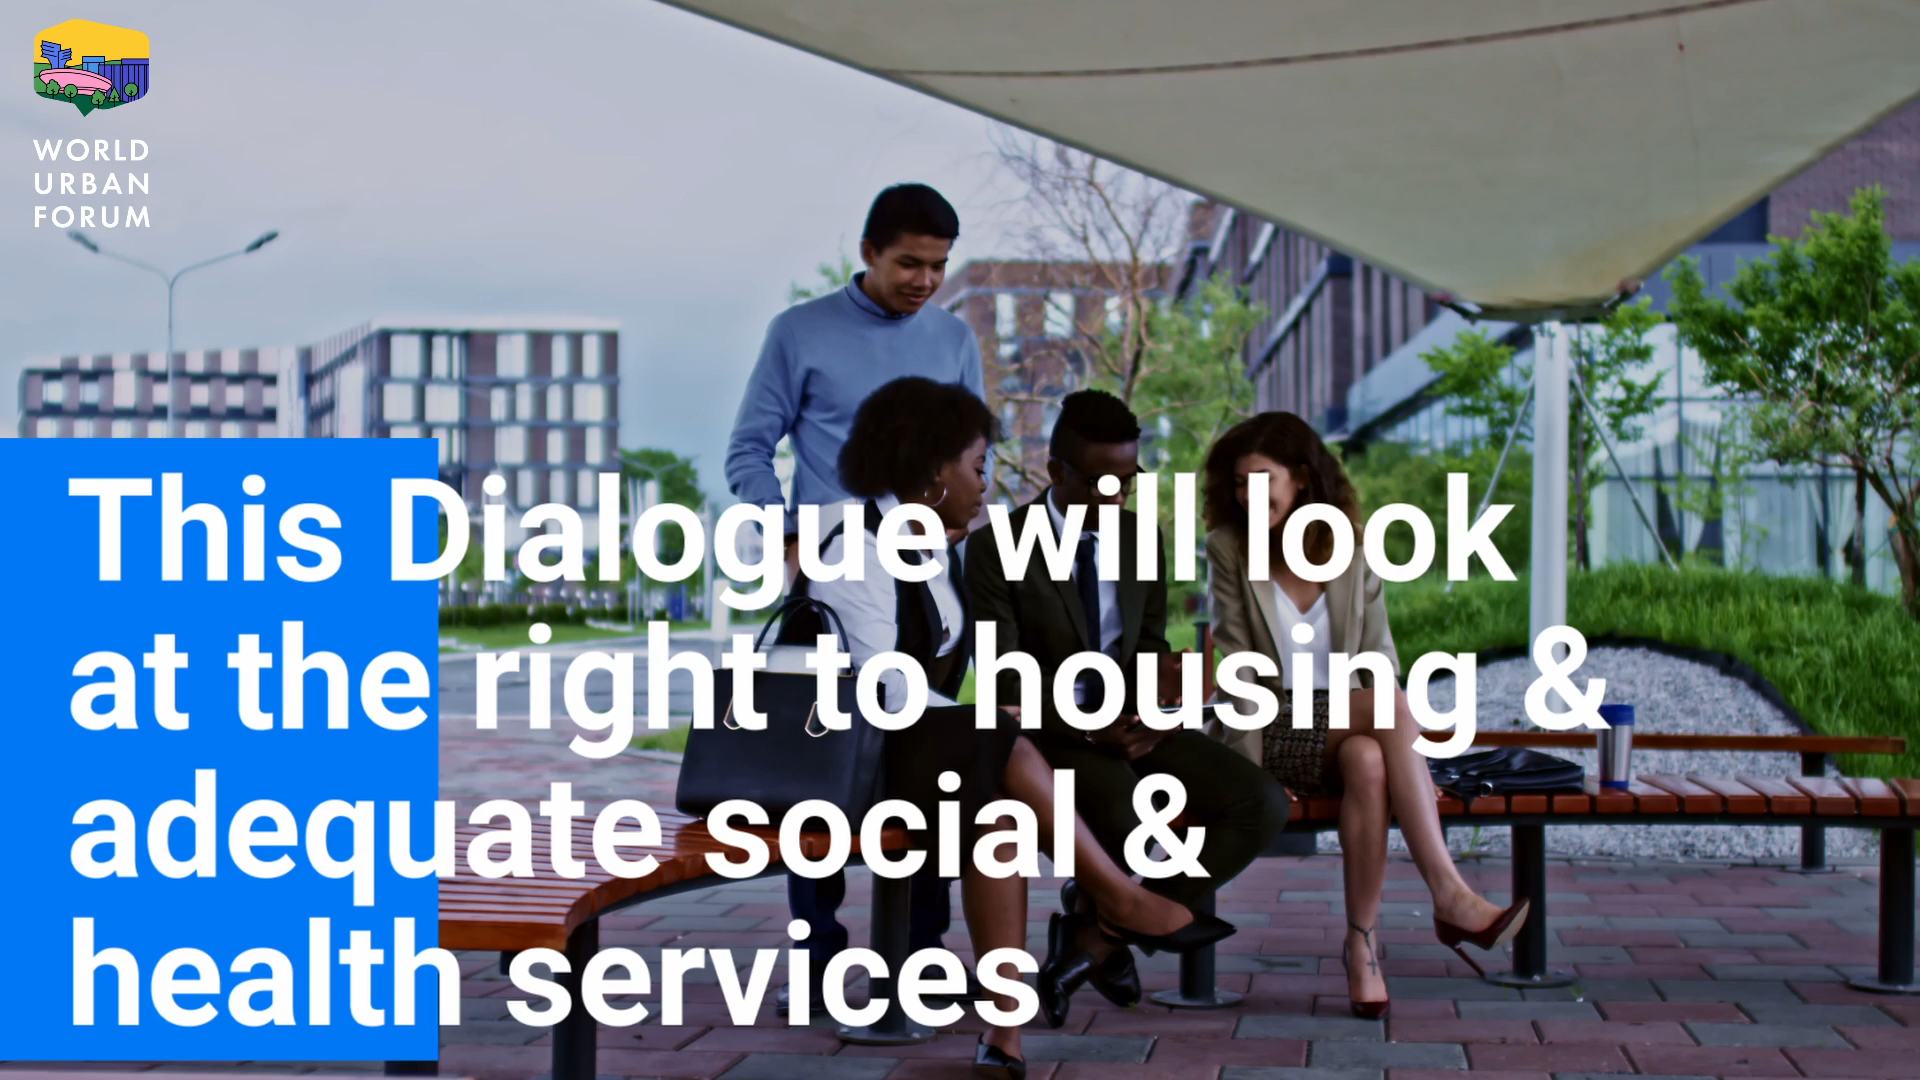 WORLD
URBAN
FORUM
This Dialogue will look
at the right to housing &
adequate social &
health services